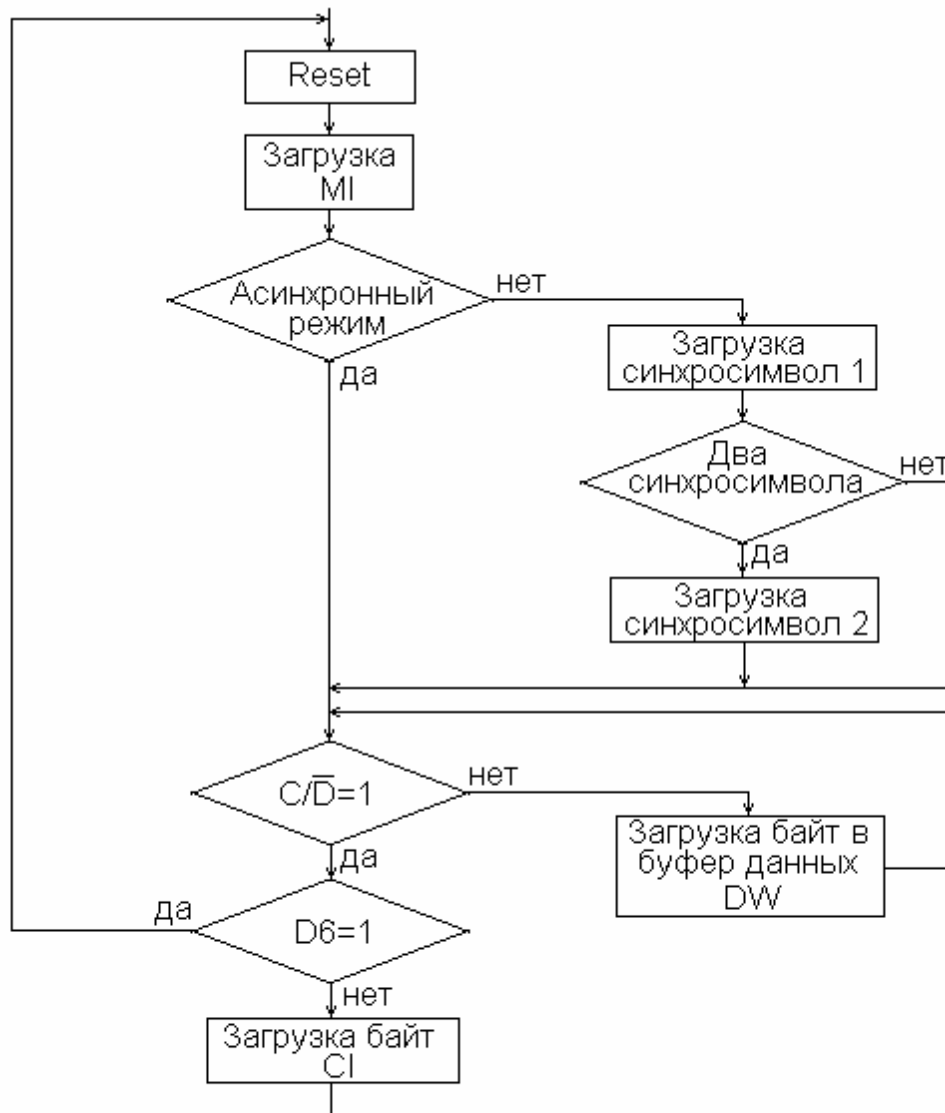 Reset
Загрузка
MI
Асинхронный
режим
нет
да
Загрузка
синхросимвол 1
Два
синхросимвола
нет
да
Загрузка
синхросимвол 2
C/D̅=1
нет
да
Загрузка байт в
буфер данных
DW
D6=1
да
нет
Загрузка байт
CI